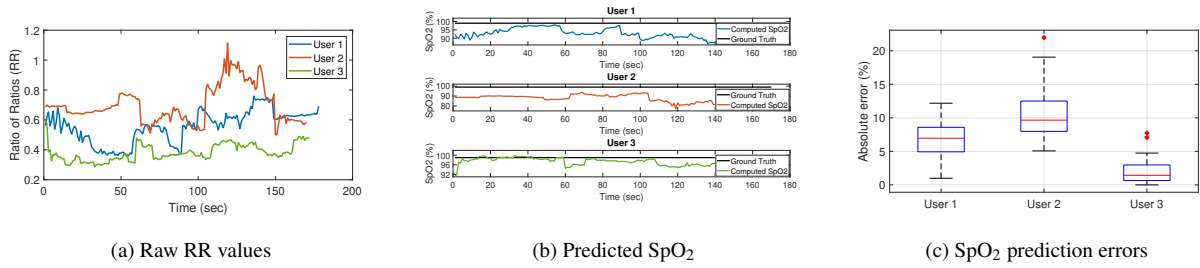 1.2
1
0.8
0.6
0.4
0.2
Ratio of Ratios (RR)
User 1
User 2
User 3
0 50 100 150 200
Time (sec)
(a) Raw RR values
User 1
100
95
90
SpO2 (%)
Computed SpO2
Ground Truth
0 20 40 60 80 100 120 140 160 180
Time (sec)
User 2
100
90
80
SpO2 (%)
Ground Truth
Computed SpO2
0 20 40 60 80 100 120 140 160 180
Time (sec)
User 3
100
96
92
SpO2 (%)
Ground Truth
Computed SpO2
0 20 40 60 80 100 120 140 160 180
Time (sec)
(b) Predicted SpO₂
20
15
10
5
0
Absolute error (%)
User 1 User 2 User 3
(c) SpO₂ prediction errors